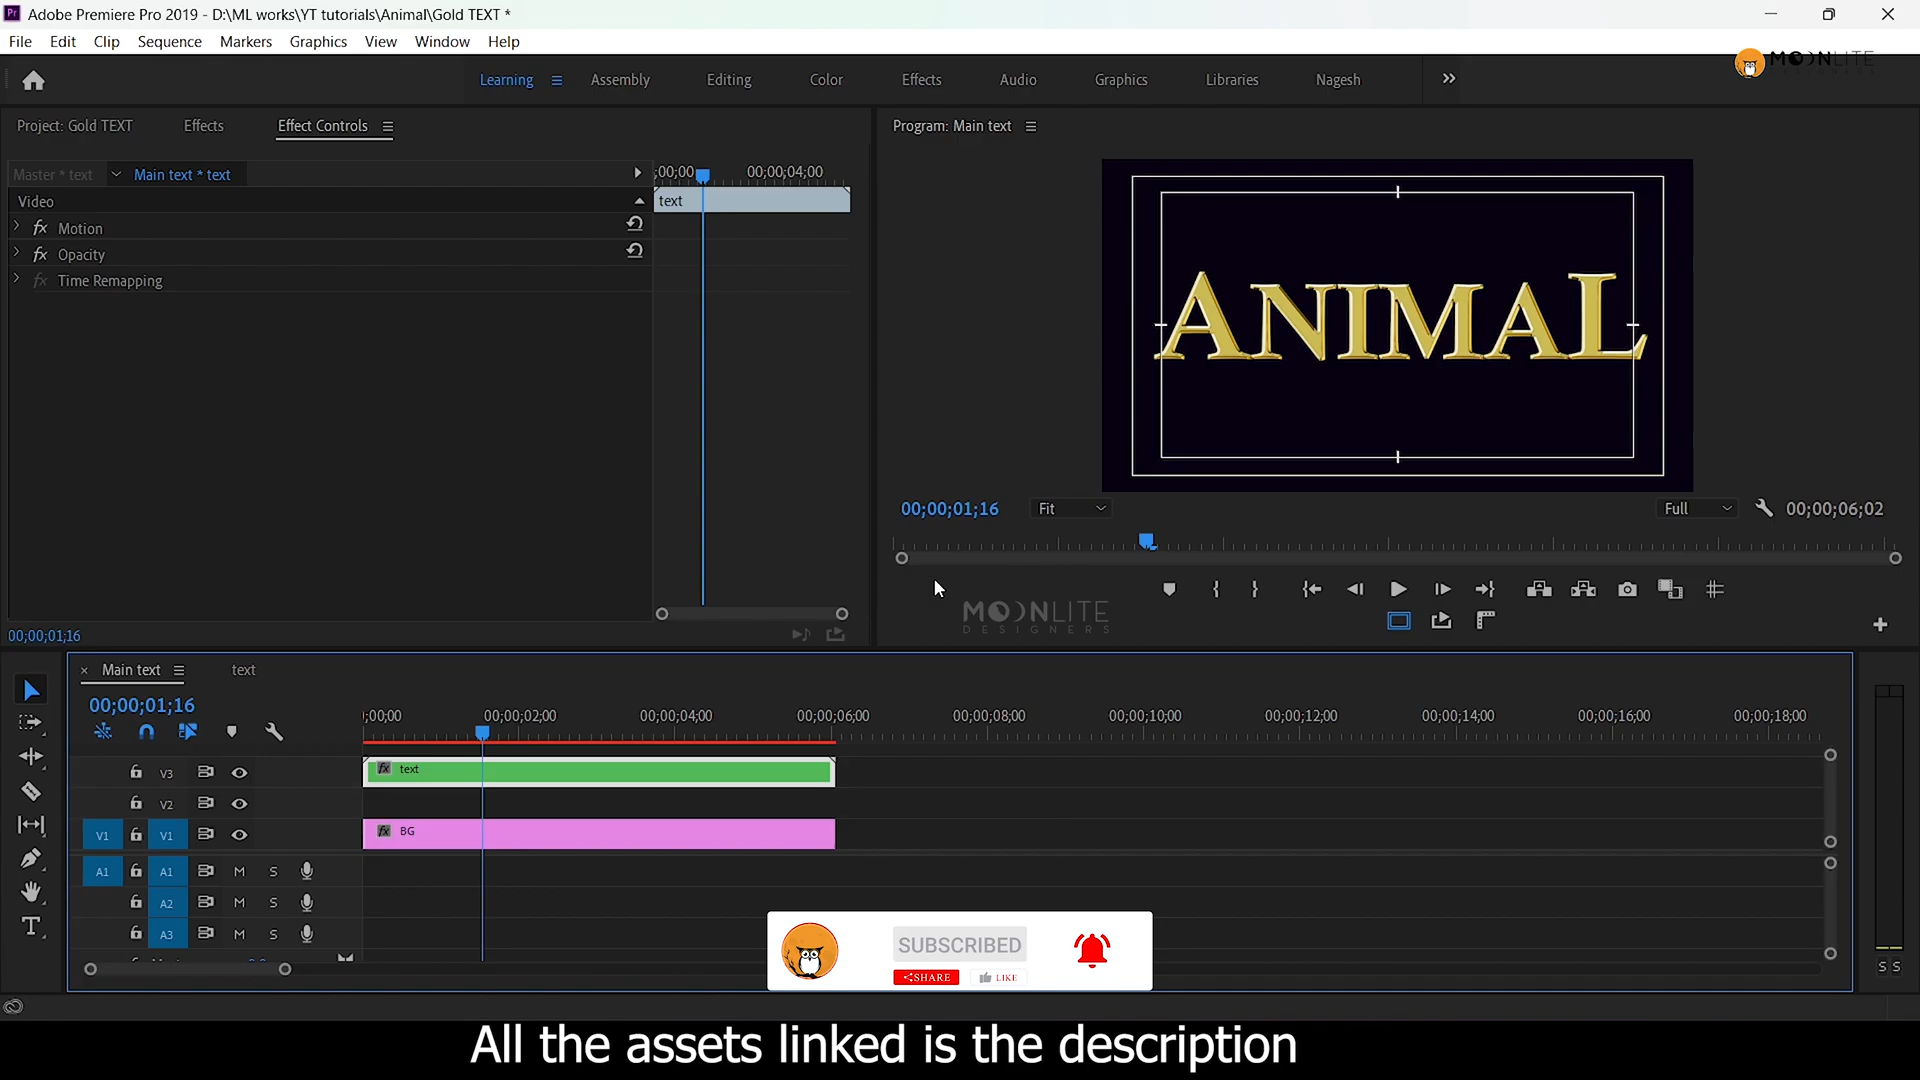 Pr Adobe Premiere Pro 2019 - D:\ML works\YT tutorials\Animal\Gold TEXT *
File Edit Clip Sequence Markers Graphics View Window Help
MOONLITE
Learning Assembly Editing Color Effects Audio Graphics Libraries Nagesh
Project: Gold TEXT Effects Effect Controls
Program: Main text
Master * text Main text * text
;00;00 00;00;04;00
Video
text
fx Motion
fx Opacity
fx Time Remapping
ANIMAL
00;00;01;16 Fit Full 00;00;06;02
MOONLITE
DESIGNERS
00;00;01;16
Main text text
00;00;01;16
;00;00 00;00;02;00 00;00;04;00 00;00;06;00 00;00;08;00 00;00;10;00 00;00;12;00 00;00;14;00 00;00;16;00 00;00;18;00
V3 fx text
V2
V1 V1 fx BG
A1 A1 M S
A2 M S
A3 M S
SUBSCRIBED
SHARE LIKE
S S
All the assets linked is the description